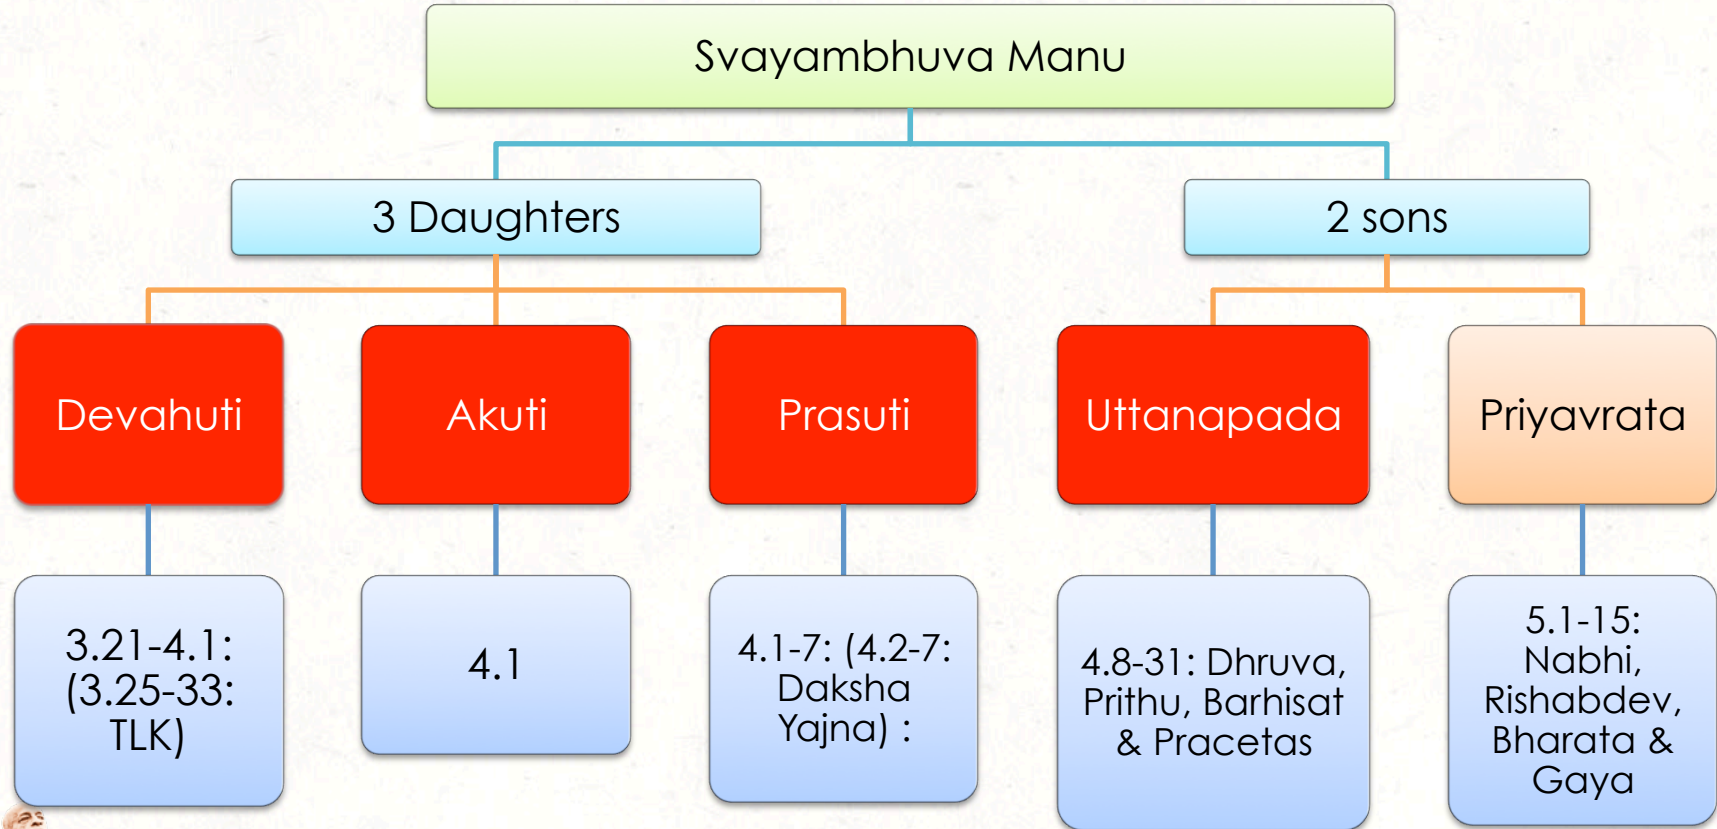 Svayambhuva Manu
3 Daughters
2 sons
Devahuti
Akuti
Prasuti
Uttanapada
Priyavrata
3.21-4.1:
(3.25-33:
TLK)
4.1
4.1-7: (4.2-7:
Daksha
Yajna) :
4.8-31: Dhruva,
Prithu, Barhisat
& Pracetas
5.1-15:
Nabhi,
Rishabdev,
Bharata &
Gaya